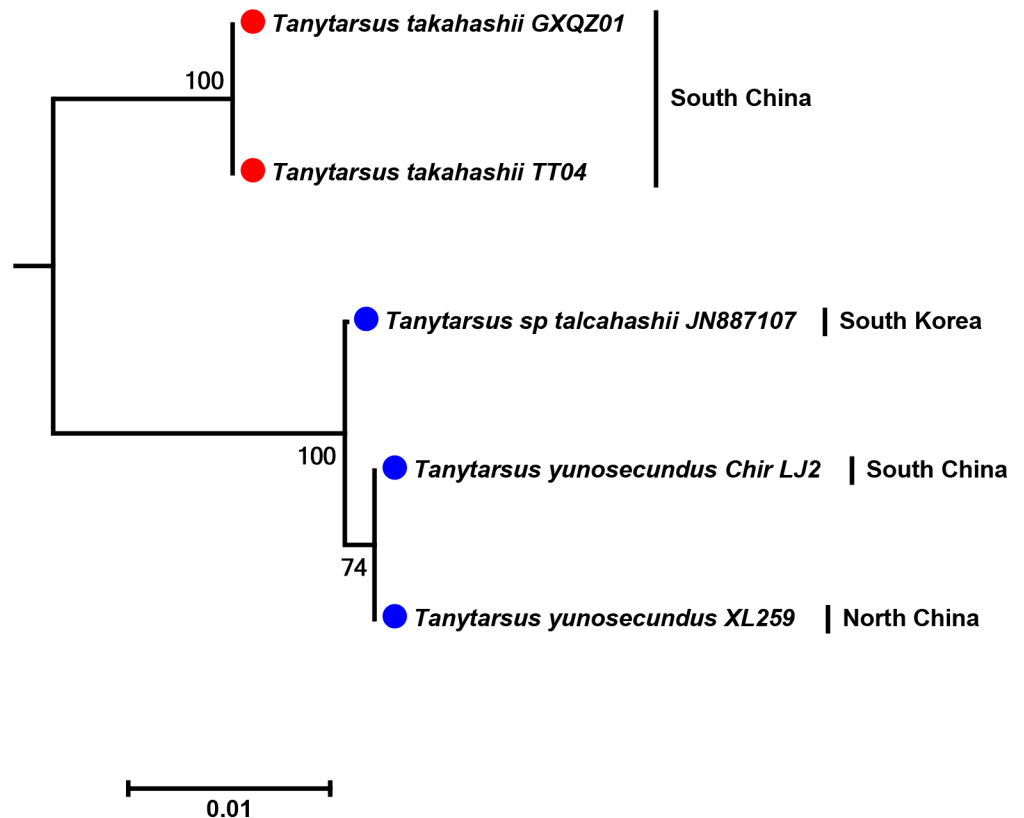 Tanytarsus takahashii GXQZ01
100
South China
Tanytarsus takahashii TT04
Tanytarsus sp talcahashii JN887107
South Korea
100
Tanytarsus yunosecundus Chir LJ2
South China
74
Tanytarsus yunosecundus XL259
North China
0.01